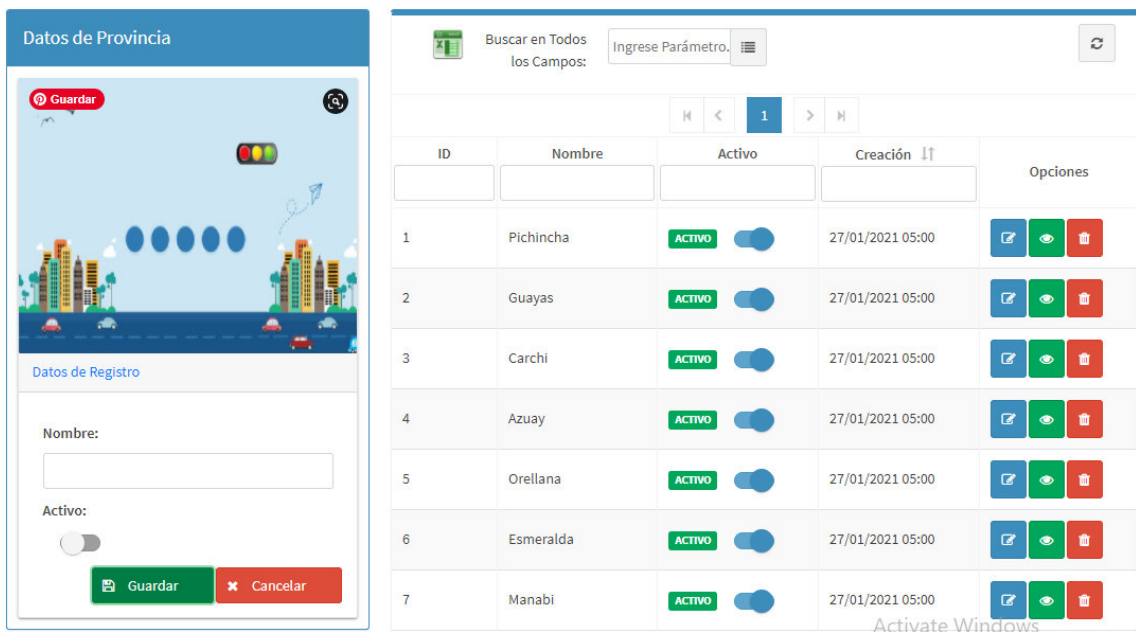 Datos de Provincia
Guardar
Datos de Registro
Nombre:
Activo:
Guardar
Cancelar
Buscar en Todos
los Campos:
Ingrese Parámetro.
1
ID Nombre Activo Creación Opciones
1 Pichincha ACTIVO 27/01/2021 05:00
2 Guayas ACTIVO 27/01/2021 05:00
3 Carchi ACTIVO 27/01/2021 05:00
4 Azuay ACTIVO 27/01/2021 05:00
5 Orellana ACTIVO 27/01/2021 05:00
6 Esmeralda ACTIVO 27/01/2021 05:00
7 Manabi ACTIVO 27/01/2021 05:00
Activate Windows